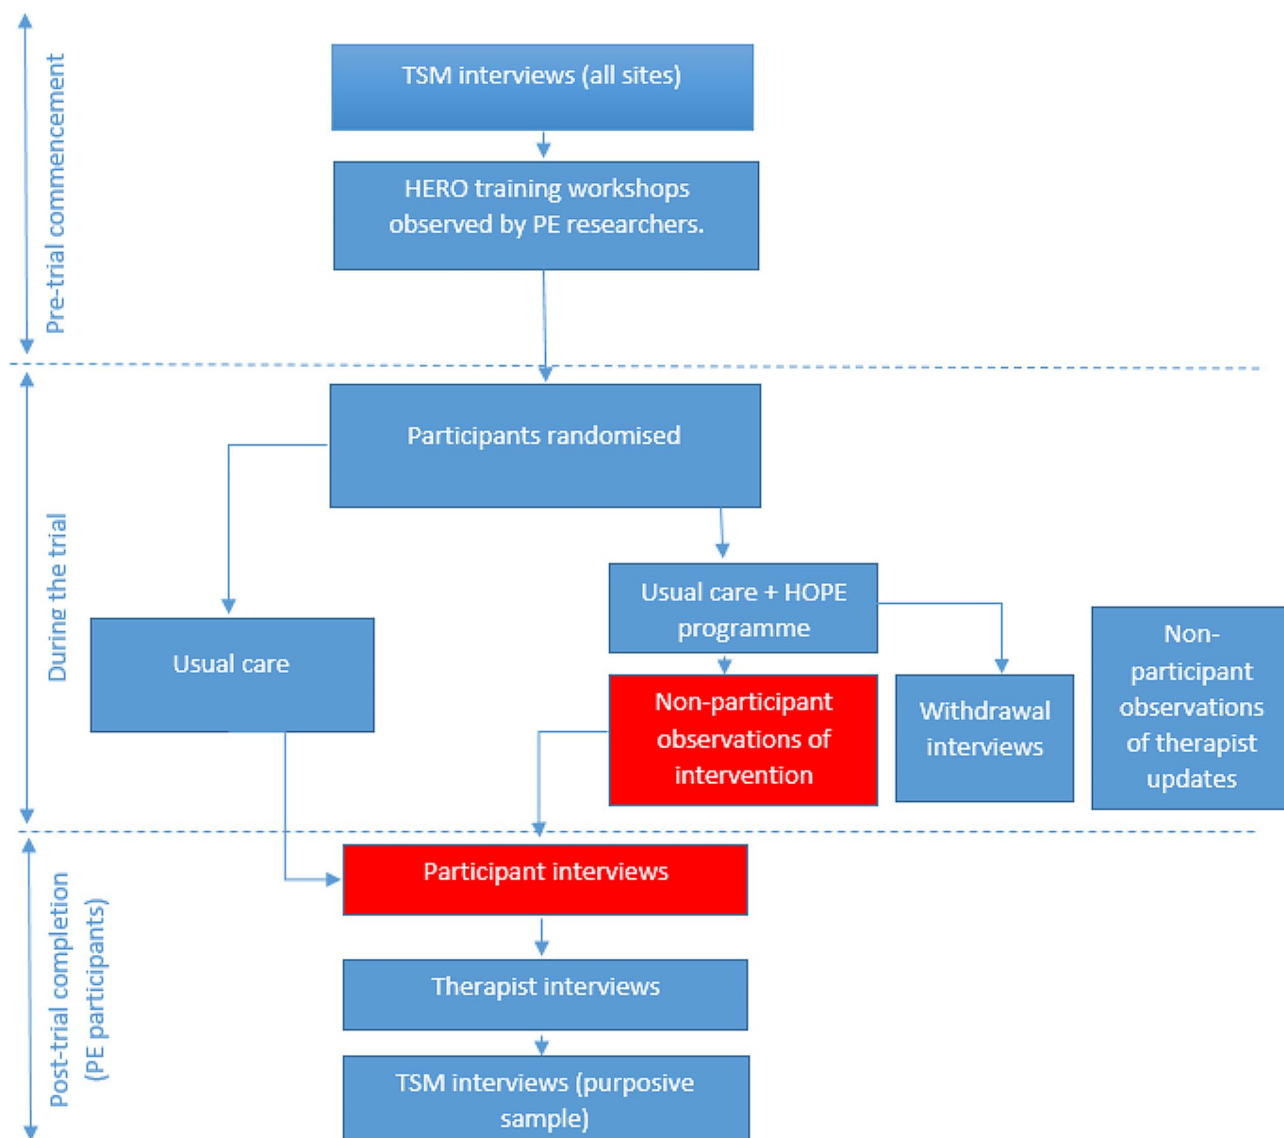 Pre-trial commencement
TSM interviews (all sites)
HERO training workshops
observed by PE researchers.
During the trial
Participants randomised
Usual care
Usual care + HOPE
programme
Non-participant
observations of
intervention
Withdrawal
interviews
Non-
participant
observations
of therapist
updates
Post-trial completion
(PE participants)
Participant interviews
Therapist interviews
TSM interviews (purposive
sample)